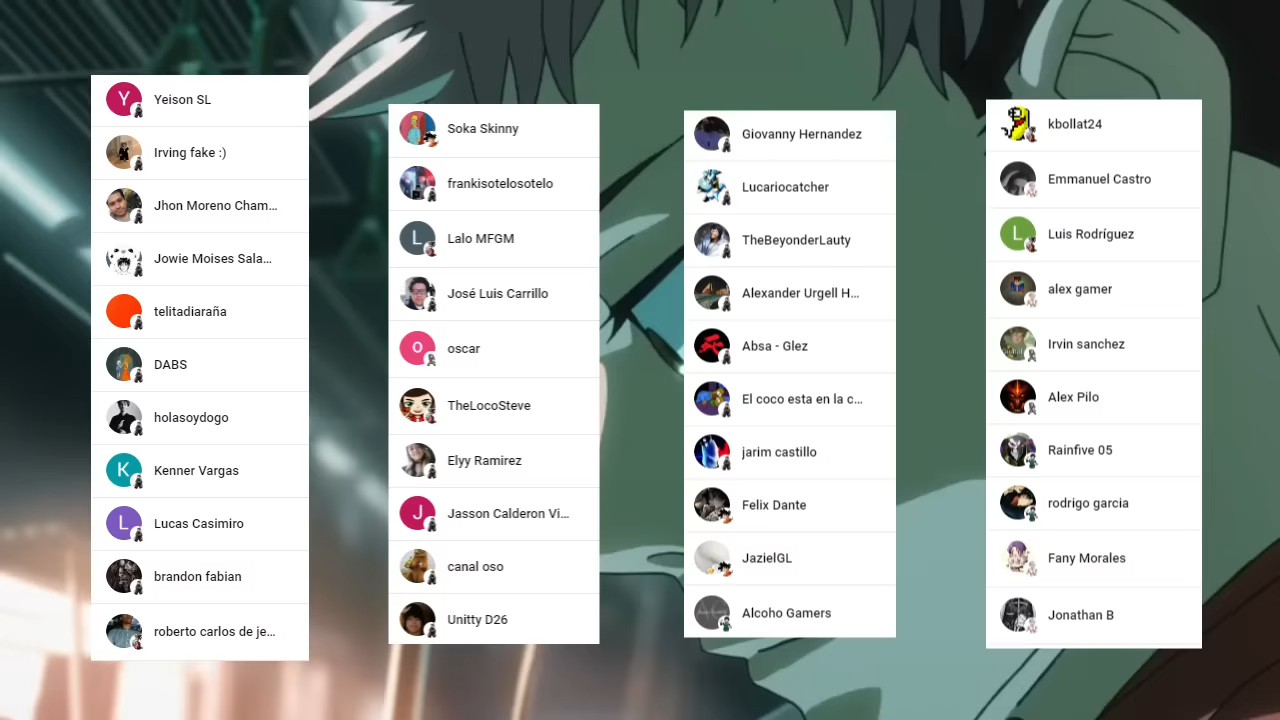 Y
Yeison SL
Irving fake :)
Jhon Moreno Cham...
Jowie Moises Sala...
telitadiaraña
DABS
holasoydogo
K
Kenner Vargas
L
Lucas Casimiro
brandon fabian
roberto carlos de je...
Soka Skinny
frankisotelosotelo
L
Lalo MFGM
José Luis Carrillo
O
oscar
TheLocoSteve
Elyy Ramirez
J
Jasson Calderon Vi...
canal oso
Unitty D26
Giovanny Hernandez
Lucariocatcher
TheBeyonderLauty
Alexander Urgell H...
Absa - Glez
El coco esta en la c...
jarim castillo
Felix Dante
JazielGL
Alcoho Gamers
kbollat24
Emmanuel Castro
L
Luis Rodríguez
alex gamer
Irvin sanchez
Alex Pilo
Rainfive 05
rodrigo garcia
Fany Morales
Jonathan B